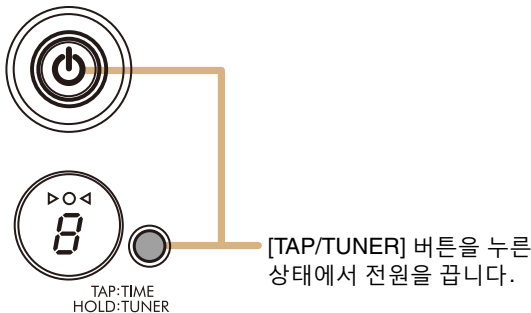 8
[TAP/TUNER] 버튼을 누른
상태에서 전원을 끕니다.
TAP:TIME
HOLD:TUNER